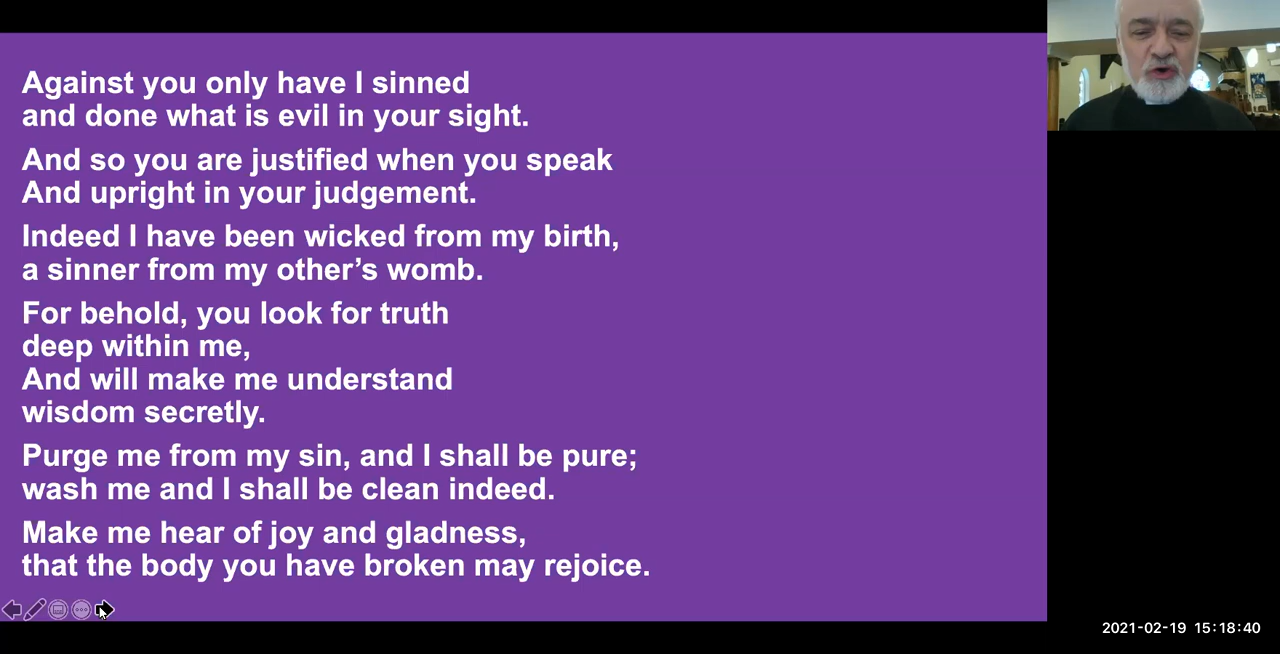 Against you only have I sinned
and done what is evil in your sight.
And so you are justified when you speak
And upright in your judgement.
Indeed I have been wicked from my birth,
a sinner from my other’s womb.
For behold, you look for truth
deep within me,
And will make me understand
wisdom secretly.
Purge me from my sin, and I shall be pure;
wash me and I shall be clean indeed.
Make me hear of joy and gladness,
that the body you have broken may rejoice.
2021-02-19 15:18:40